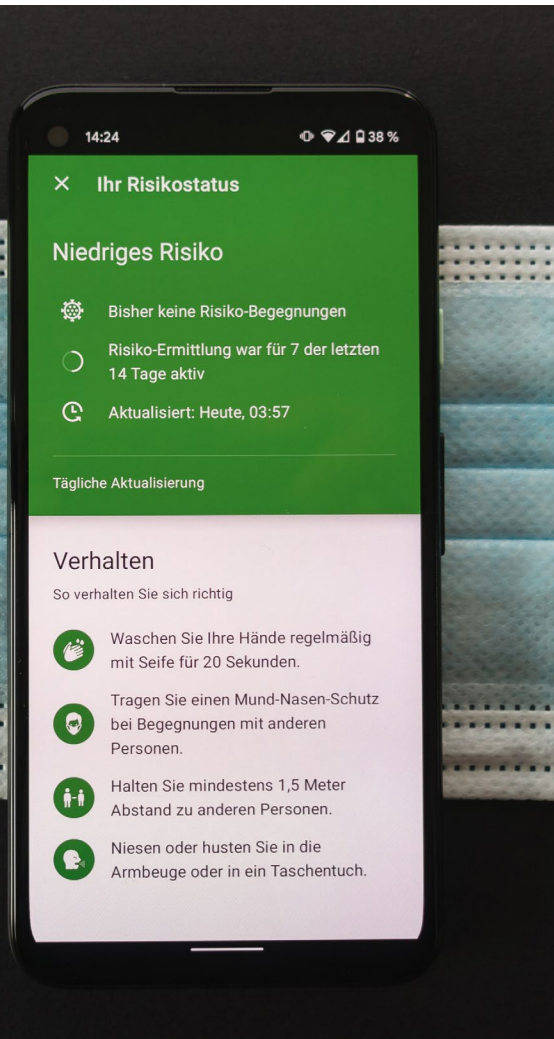 14:24 38 %
Ihr Risikostatus
Niedriges Risiko
Bisher keine Risiko-Begegnungen
Risiko-Ermittlung war für 7 der letzten
14 Tage aktiv
Aktualisiert: Heute, 03:57
Tägliche Aktualisierung
Verhalten
So verhalten Sie sich richtig
Waschen Sie Ihre Hände regelmäßig
mit Seife für 20 Sekunden.
Tragen Sie einen Mund-Nasen-Schutz
bei Begegnungen mit anderen
Personen.
Halten Sie mindestens 1,5 Meter
Abstand zu anderen Personen.
Niesen oder husten Sie in die
Armbeuge oder in ein Taschentuch.